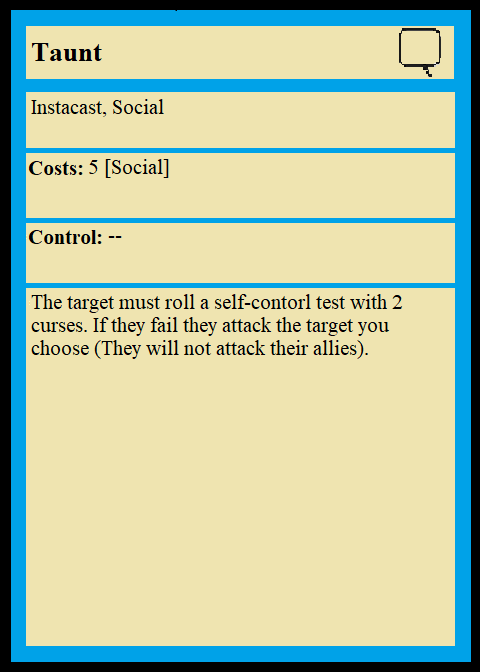 Taunt
Instacast, Social
Costs: 5 [Social]
Control: --
The target must roll a self-contorl test with 2
curses. If they fail they attack the target you
choose (They will not attack their allies).